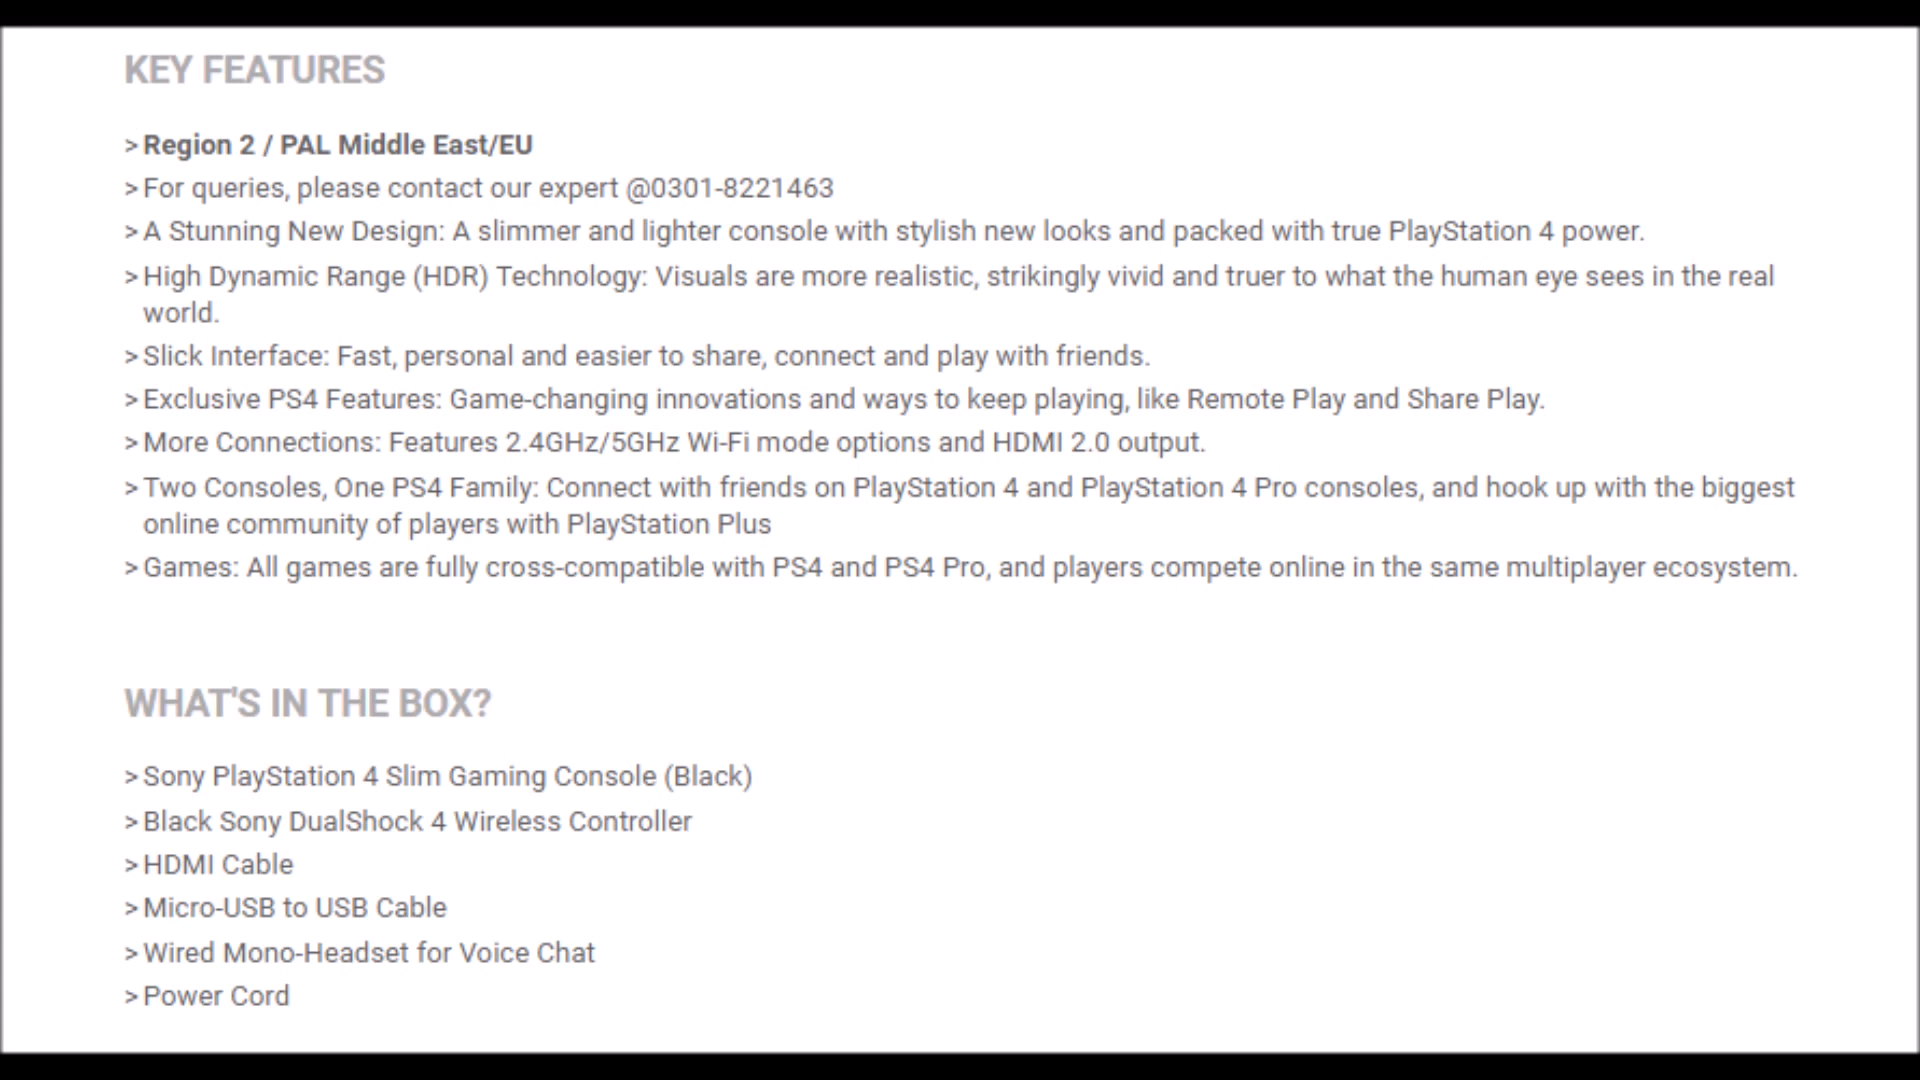 KEY FEATURES
> Region 2 / PAL Middle East/EU
> For queries, please contact our expert @0301-8221463
> A Stunning New Design: A slimmer and lighter console with stylish new looks and packed with true PlayStation 4 power.
> High Dynamic Range (HDR) Technology: Visuals are more realistic, strikingly vivid and truer to what the human eye sees in the real
world.
> Slick Interface: Fast, personal and easier to share, connect and play with friends.
> Exclusive PS4 Features: Game-changing innovations and ways to keep playing, like Remote Play and Share Play.
> More Connections: Features 2.4GHz/5GHz Wi-Fi mode options and HDMI 2.0 output.
> Two Consoles, One PS4 Family: Connect with friends on PlayStation 4 and PlayStation 4 Pro consoles, and hook up with the biggest
online community of players with PlayStation Plus
> Games: All games are fully cross-compatible with PS4 and PS4 Pro, and players compete online in the same multiplayer ecosystem.
WHAT'S IN THE BOX?
> Sony PlayStation 4 Slim Gaming Console (Black)
> Black Sony DualShock 4 Wireless Controller
> HDMI Cable
> Micro-USB to USB Cable
> Wired Mono-Headset for Voice Chat
> Power Cord